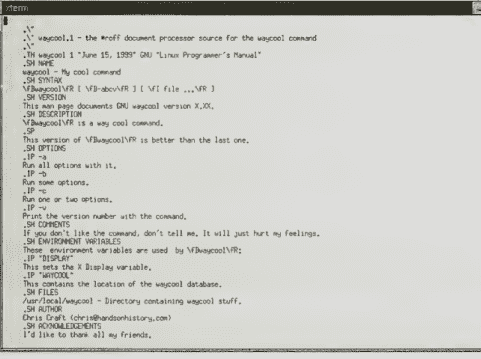 xterm
.\"
.\" waycool.1 - the *roff document processor source for the waycool command
.\"
.TH waycool 1 "June 15, 1999" GNU "Linux Programmer's Manual"
.SH NAME
waycool - My cool command
.SH SYNTAX
\fBwaycool\fR [ \fB-abcv\fR ] [ \fI file ...\fR ]
.SH VERSION
This man page documents GNU waycool version X.XX.
.SH DESCRIPTION
\fBwaycool\fR is a way cool command.
.SP
This version of \fBwaycool\fR is better than the last one.
.SH OPTIONS
.IP -a
Run all options with it.
.IP -b
Run some options.
.IP -c
Run one or two options.
.IP -v
Print the version number with the command.
.SH COMMENTS
If you don't like the command, don't tell me. It will just hurt my feelings.
.SH ENVIRONMENT VARIABLES
These environment variables are used by \fBwaycool\fR:
.IP "DISPLAY"
This sets the X Display variable.
.IP "WAYCOOL"
This contains the location of the waycool database.
.SH FILES
/usr/local/waycool - Directory containing waycool stuff.
.SH AUTHOR
Chris Craft (chris@handsonhistory.com)
.SH ACKNOWLEDGEMENTS
I'd like to thank all my friends.